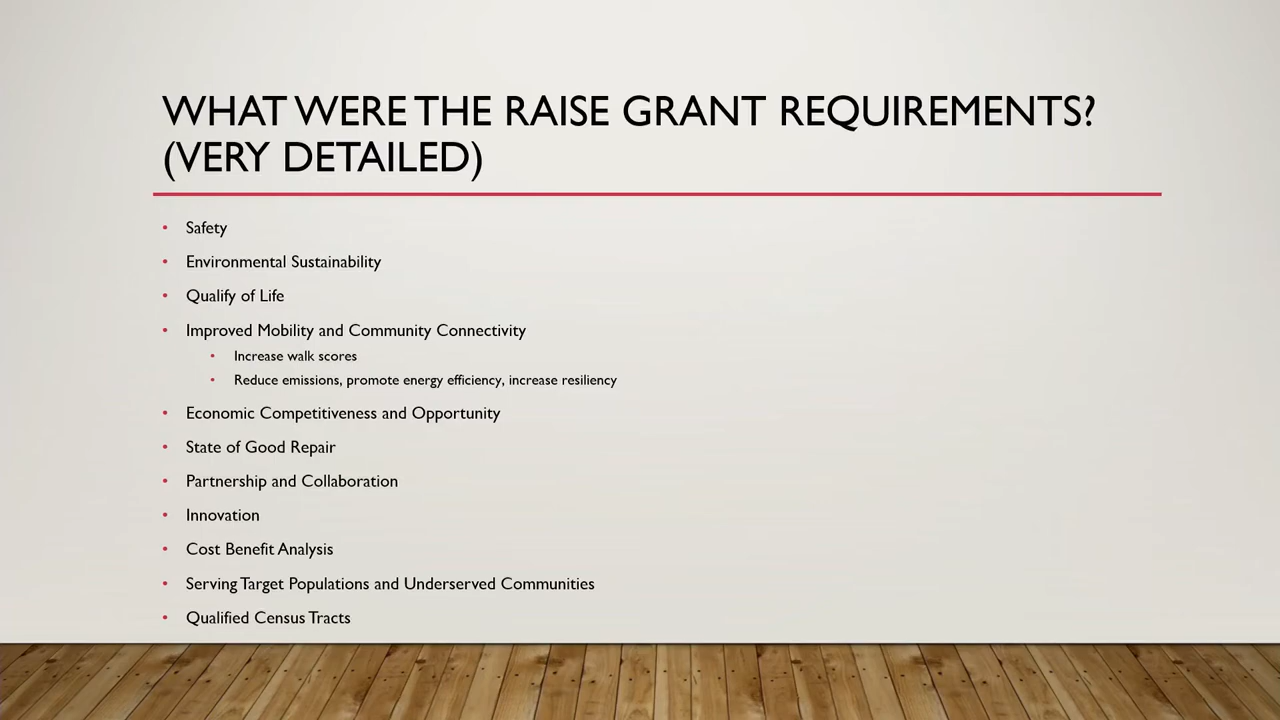 WHAT WERE THE RAISE GRANT REQUIREMENTS?
(VERY DETAILED)
• Safety
• Environmental Sustainability
• Qualify of Life
• Improved Mobility and Community Connectivity
• Increase walk scores
• Reduce emissions, promote energy efficiency, increase resiliency
• Economic Competitiveness and Opportunity
• State of Good Repair
• Partnership and Collaboration
• Innovation
• Cost Benefit Analysis
• Serving Target Populations and Underserved Communities
• Qualified Census Tracts